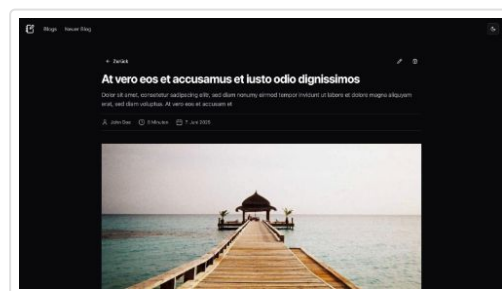 Blogs Neuer Blog
Zurück
At vero eos et accusamus et iusto odio dignissimos
Dolor sit amet, consetetur sadipscing elitr, sed diam nonumy eirmod tempor invidunt ut labore et dolore magna aliquyam
erat, sed diam voluptua. At vero eos et accusam et
John Doe 5 Minuten 7. Juni 2025